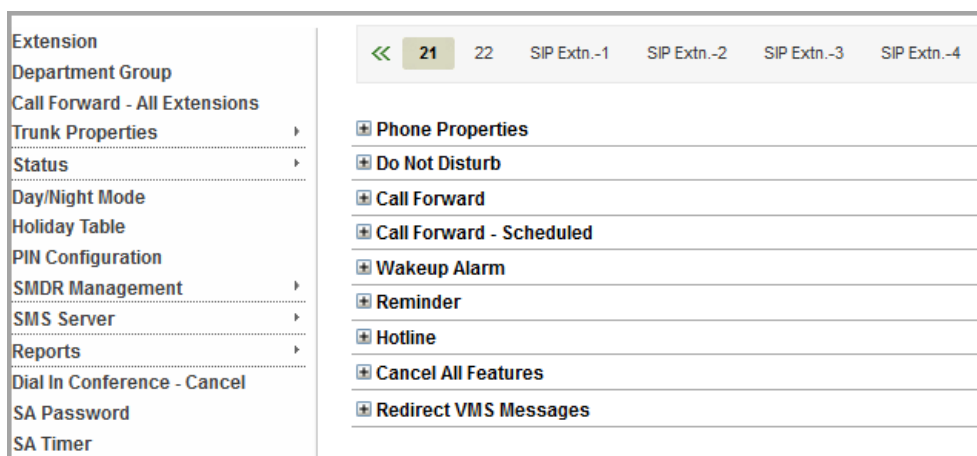 Extension
Department Group
Call Forward - All Extensions
Trunk Properties
Status
Day/Night Mode
Holiday Table
PIN Configuration
SMDR Management
SMS Server
Reports
Dial In Conference - Cancel
SA Password
SA Timer
21 22 SIP Extn.-1 SIP Extn.-2 SIP Extn.-3 SIP Extn.-4
Phone Properties
Do Not Disturb
Call Forward
Call Forward - Scheduled
Wakeup Alarm
Reminder
Hotline
Cancel All Features
Redirect VMS Messages